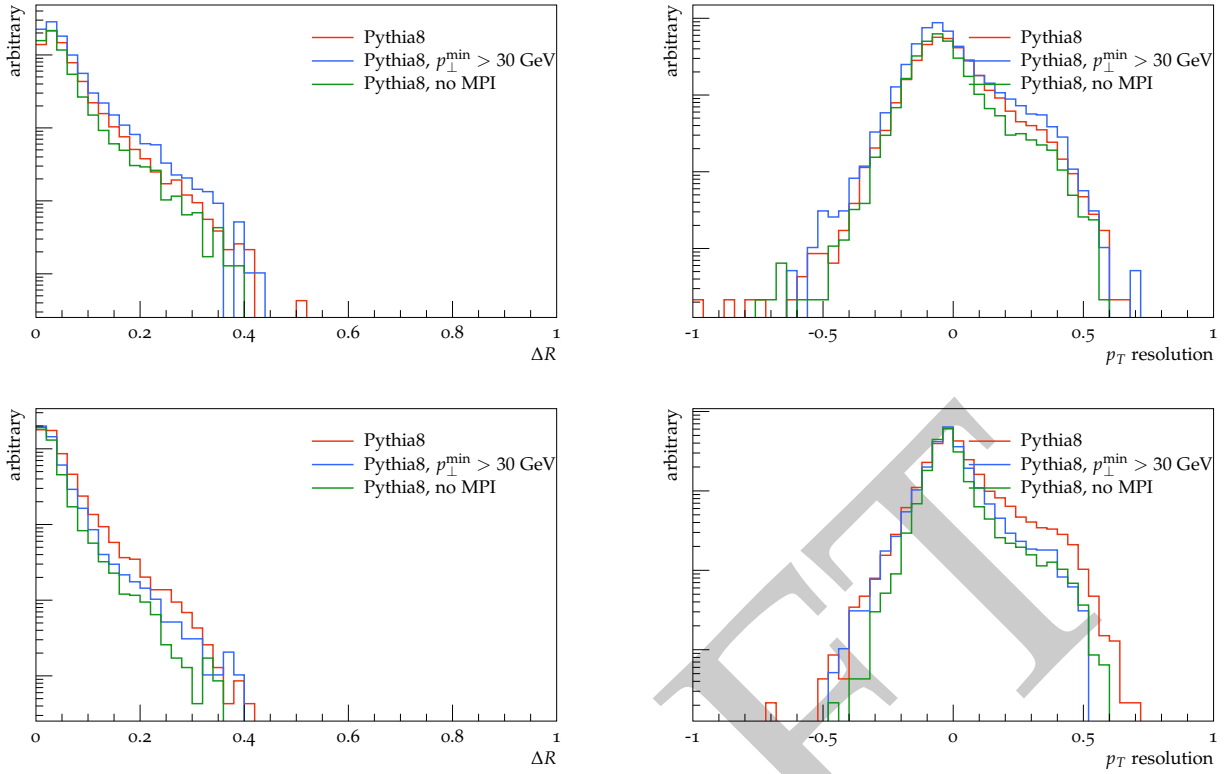 arbitrary
Pythia8
Pythia8, p⊥^min > 30 GeV
Pythia8, no MPI
0 0.2 0.4 0.6 0.8 1
ΔR
arbitrary
Pythia8
Pythia8, p⊥^min > 30 GeV
Pythia8, no MPI
-1 -0.5 0 0.5 1
p_T resolution
arbitrary
Pythia8
Pythia8, p⊥^min > 30 GeV
Pythia8, no MPI
0 0.2 0.4 0.6 0.8 1
ΔR
arbitrary
Pythia8
Pythia8, p⊥^min > 30 GeV
Pythia8, no MPI
-1 -0.5 0 0.5 1
p_T resolution